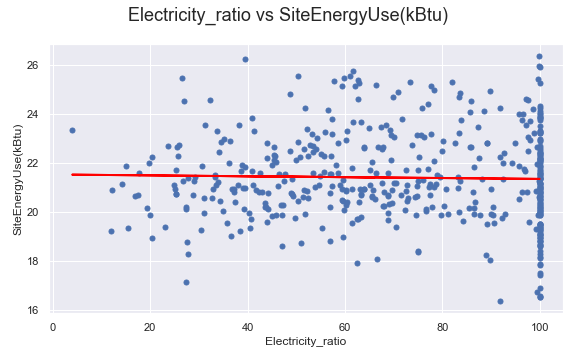 Electricity_ratio vs SiteEnergyUse(kBtu)
SiteEnergyUse(kBtu)
26
24
22
20
18
16
0 20 40 60 80 100
Electricity_ratio